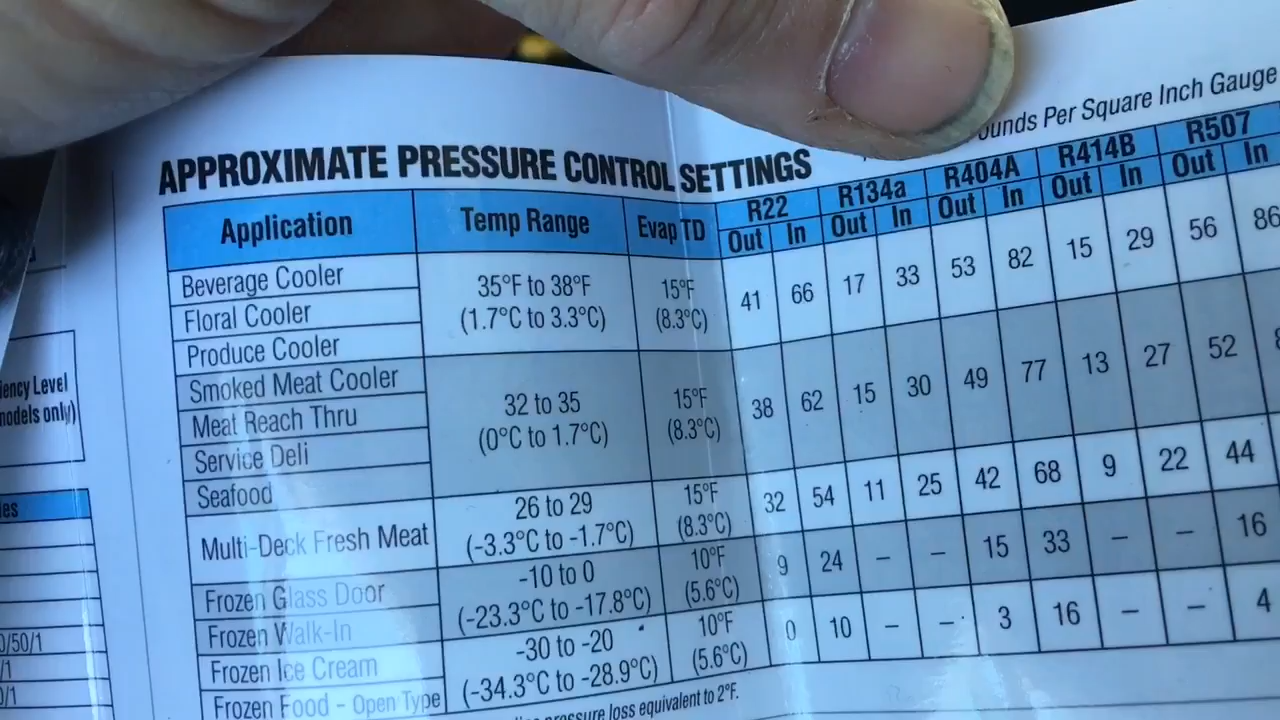 ounds Per Square Inch Gauge
APPROXIMATE PRESSURE CONTROL SETTINGS
Application Temp Range Evap TD R22 R134a R404A R414B R507
Out In Out In Out In Out In Out In
Beverage Cooler
Floral Cooler
Produce Cooler
35°F to 38°F 15°F 41 66 17 33 53 82 15 29 56 86
(1.7°C to 3.3°C) (8.3°C)
Smoked Meat Cooler
Meat Reach Thru
Service Deli
32 to 35 15°F 38 62 15 30 49 77 13 27 52
(0°C to 1.7°C) (8.3°C)
Seafood
Multi-Deck Fresh Meat
26 to 29 15°F 32 54 11 25 42 68 9 22 44
(-3.3°C to -1.7°C) (8.3°C)
Frozen Glass Door
Frozen Walk-In
-10 to 0 10°F 9 24 – – 15 33 – – 16
(-23.3°C to -17.8°C) (5.6°C)
Frozen Ice Cream
Frozen Food - Open Type
-30 to -20 10°F 0 10 – – 3 16 – – 4
(-34.3°C to -28.9°C) (5.6°C)
ssure loss equivalent to 2°F.
iency Level
models only)
es
0/50/1
/1
0/1